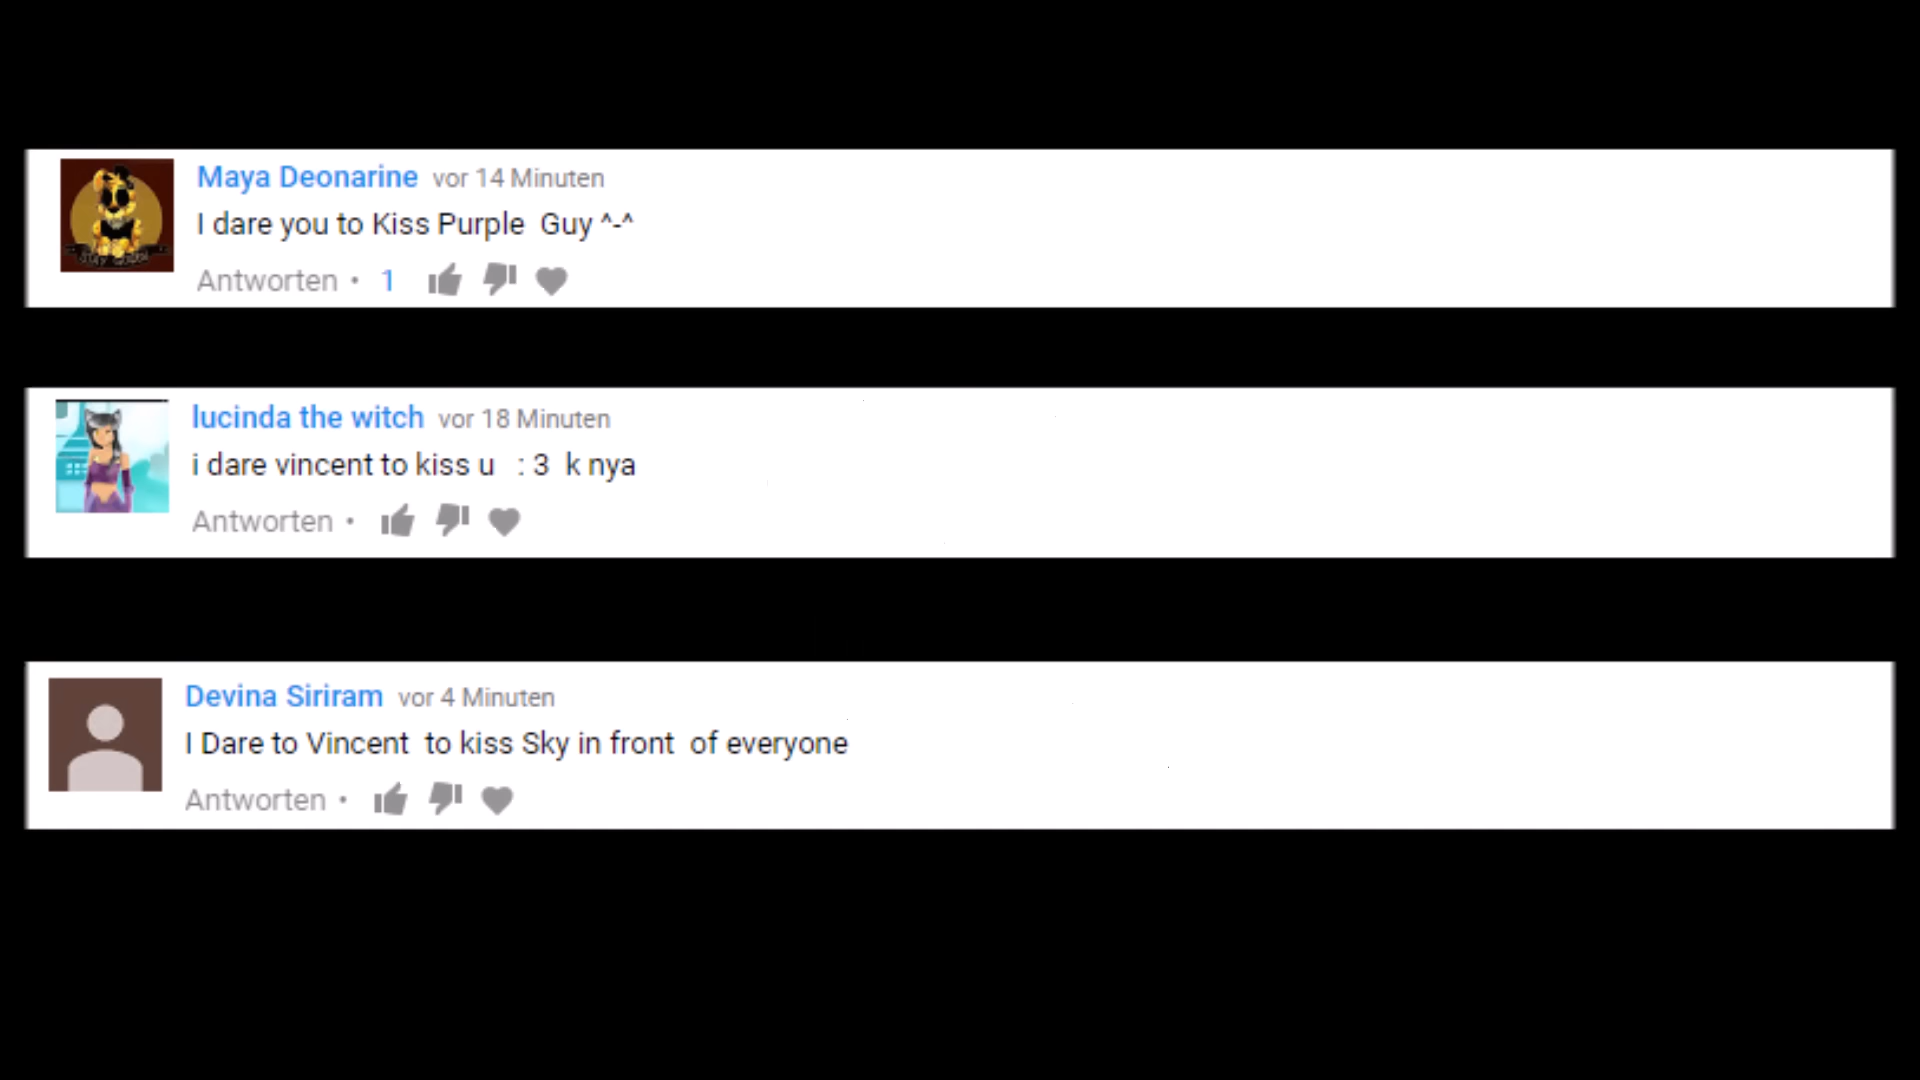 Maya Deonarine vor 14 Minuten
I dare you to Kiss Purple  Guy ^-^
Antworten • 1
lucinda the witch vor 18 Minuten
i dare vincent to kiss u   : 3  k nya
Antworten •
Devina Siriram vor 4 Minuten
I Dare to Vincent  to kiss Sky in front  of everyone
Antworten •